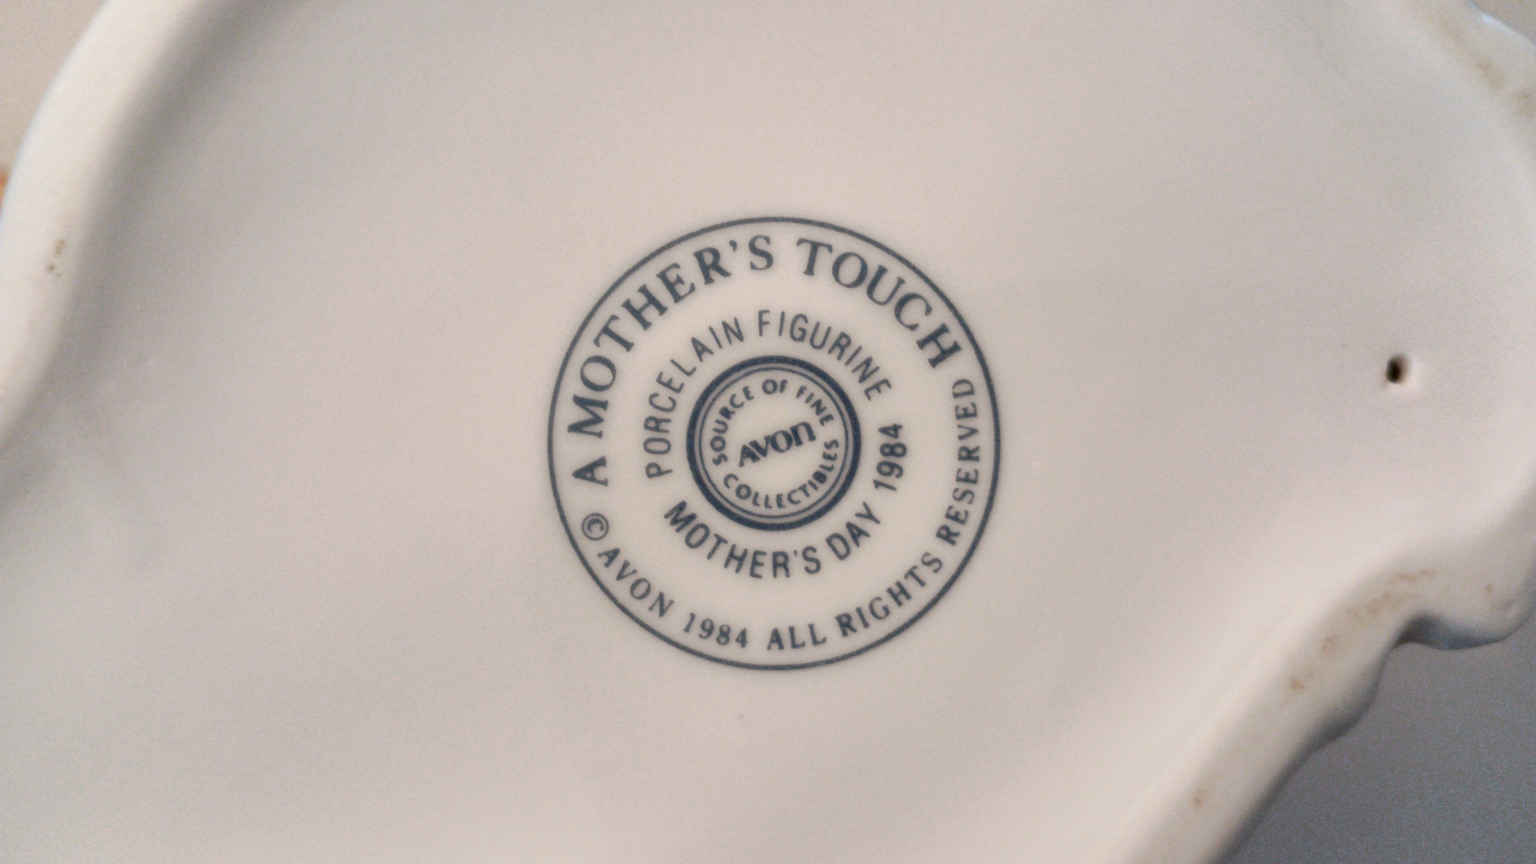 A MOTHER'S TOUCH
© AVON 1984 ALL RIGHTS RESERVED
PORCELAIN FIGURINE
MOTHER'S DAY 1984
SOURCE OF FINE
COLLECTIBLES
AVON